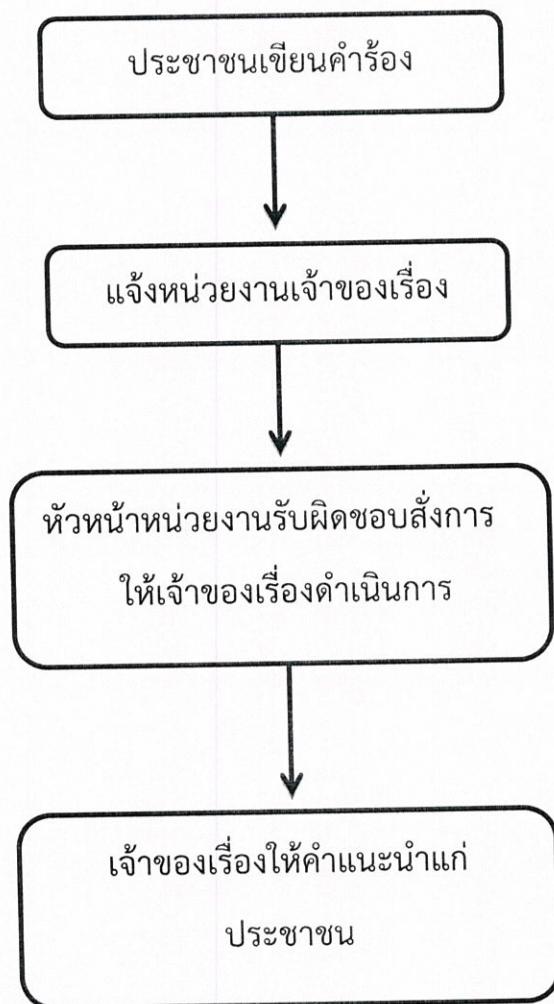 ประชาชนเขียนคำร้อง
แจ้งหน่วยงานเจ้าของเรื่อง
หัวหน้าหน่วยงานรับผิดชอบสั่งการ
ให้เจ้าของเรื่องดำเนินการ
เจ้าของเรื่องให้คำแนะนำแก่
ประชาชน